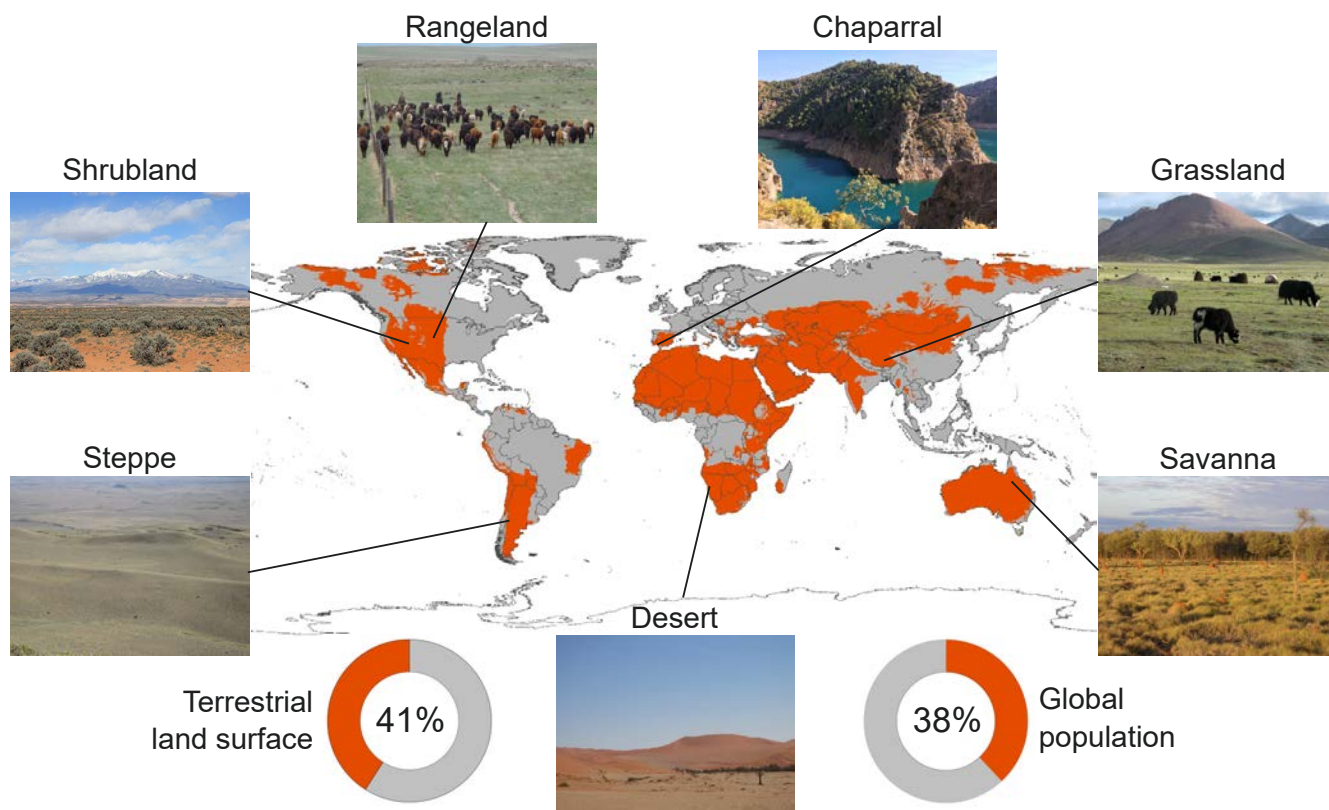 Rangeland
Chaparral
Shrubland
Grassland
Steppe
Savanna
Desert
Terrestrial
land surface
41%
38%
Global
population